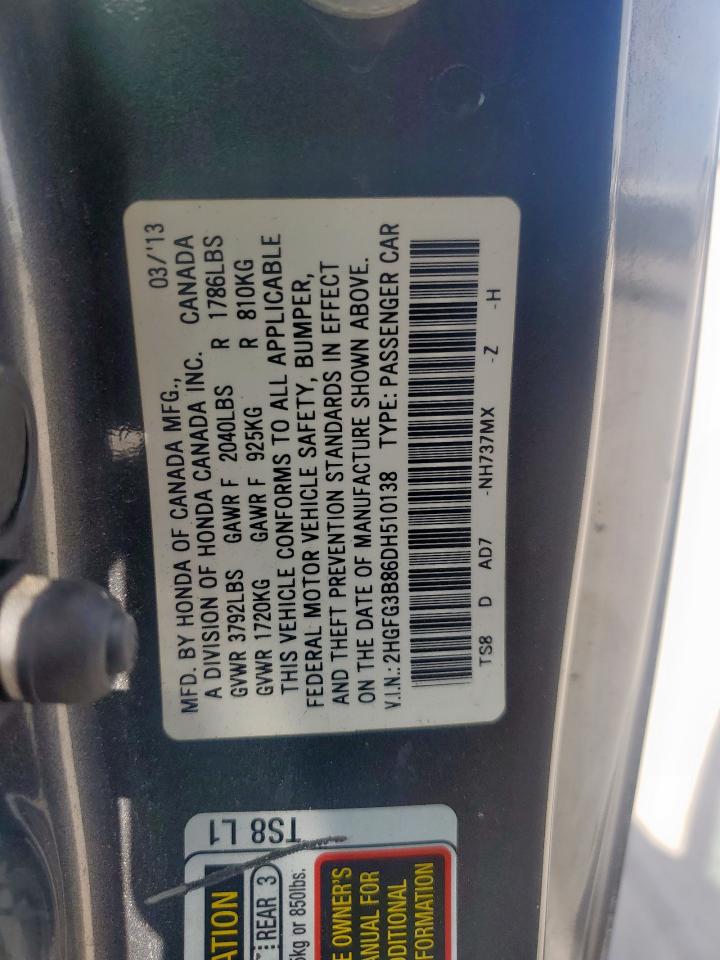 MFD. BY HONDA OF CANADA MFG., 03/'13
A DIVISION OF HONDA CANADA INC. CANADA
GVWR 3792LBS GAWR F 2040LBS R 1786LBS
GVWR 1720KG GAWR F 925KG R 810KG
THIS VEHICLE CONFORMS TO ALL APPLICABLE
FEDERAL MOTOR VEHICLE SAFETY, BUMPER,
AND THEFT PREVENTION STANDARDS IN EFFECT
ON THE DATE OF MANUFACTURE SHOWN ABOVE.
V.I.N.: 2HGFG3B86DH510138 TYPE: PASSENGER CAR
TS8 D AD7 -NH737MX -Z -H
TS8 L1
REAR 3
or 850lbs.
OWNER'S
FOR